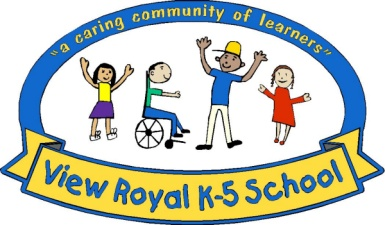 "a caring community of learners"
View Royal K-5 School